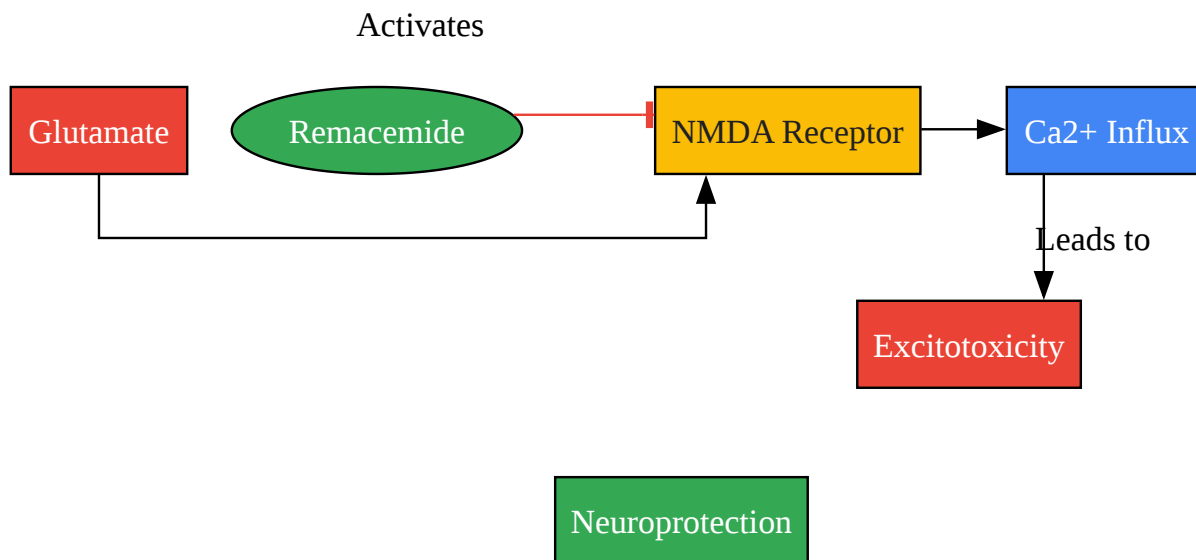 Activates
Glutamate
Remacemide
NMDA Receptor
Ca2+ Influx
Leads to
Excitotoxicity
Neuroprotection